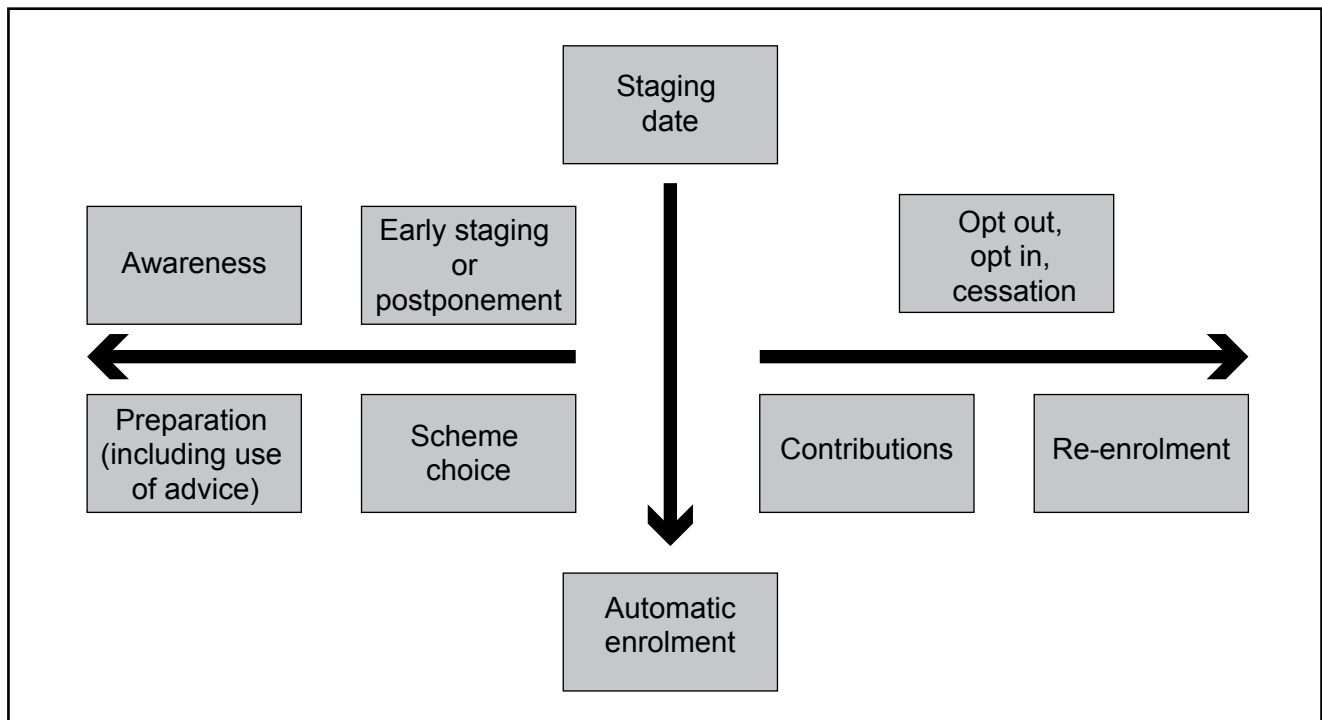 Staging
date
Awareness
Early staging
or
postponement
Opt out,
opt in,
cessation
Preparation
(including use
of advice)
Scheme
choice
Contributions
Re-enrolment
Automatic
enrolment